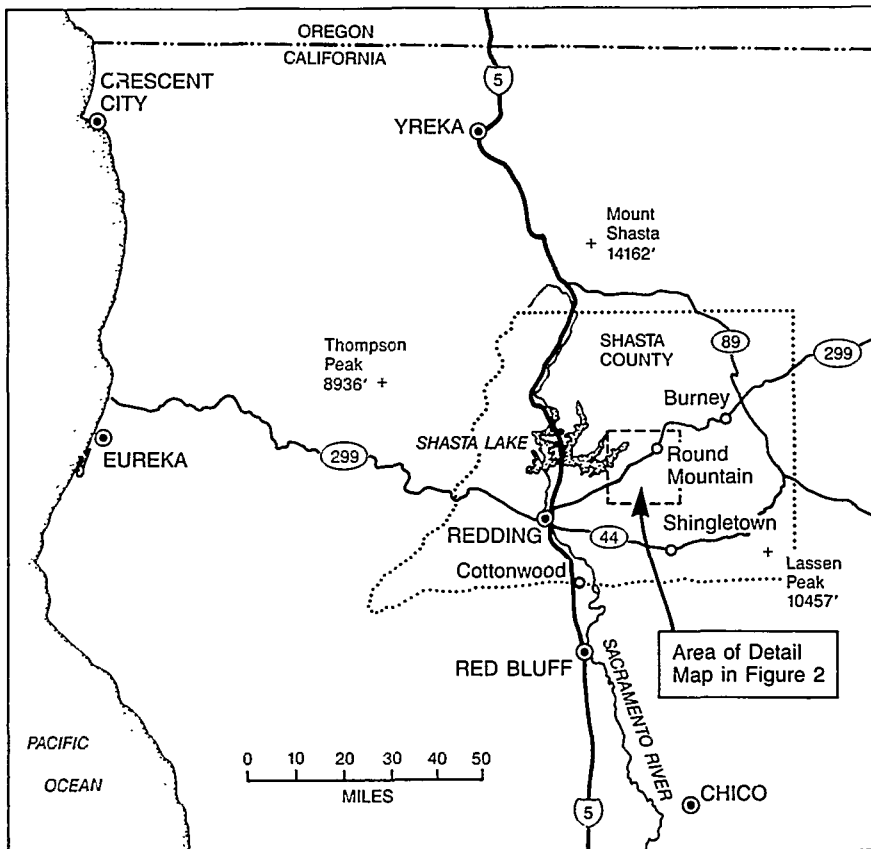 OREGON
CALIFORNIA
CRESCENT
CITY
5
YREKA
Mount
Shasta
14162′
Thompson
Peak
8936′
SHASTA
COUNTY
89
299
Burney
SHASTA LAKE
Round
Mountain
EUREKA
299
REDDING
44
Shingletown
Cottonwood
Lassen
Peak
10457′
RED BLUFF
Area of Detail
Map in Figure 2
SACRAMENTO RIVER
PACIFIC
OCEAN
0 10 20 30 40 50
MILES
5
CHICO